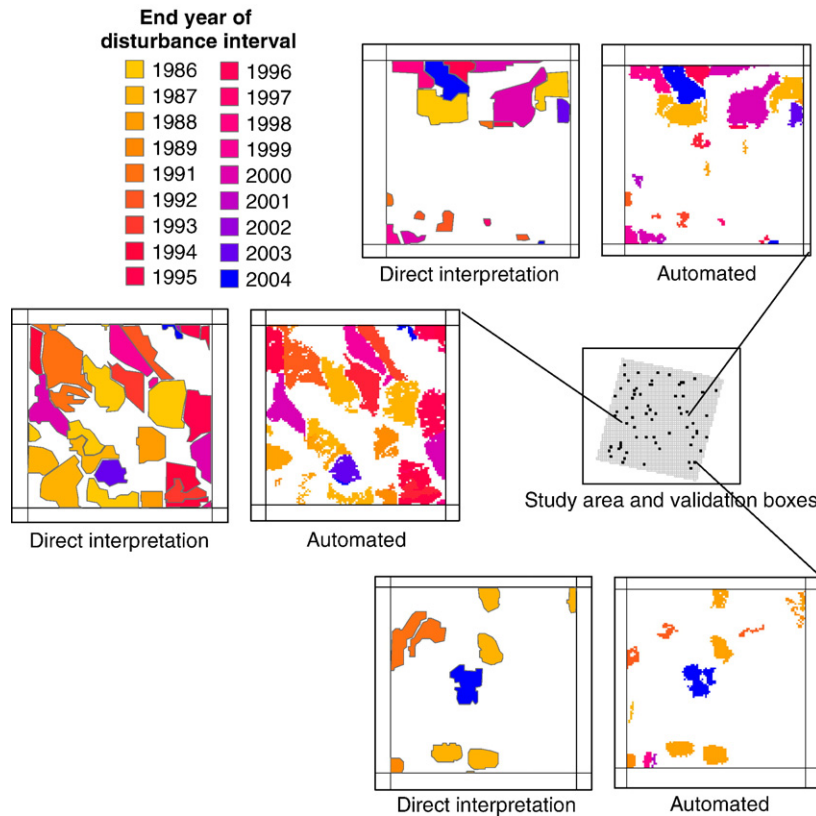 End year of
disturbance interval
1986 1996
1987 1997
1988 1998
1989 1999
1991 2000
1992 2001
1993 2002
1994 2003
1995 2004
Direct interpretation
Automated
Direct interpretation
Automated
Study area and validation boxes
Direct interpretation
Automated